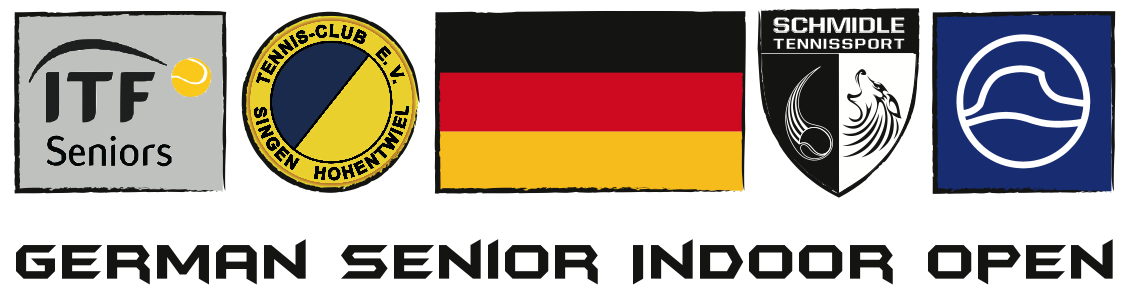 ITF
Seniors
TENNIS-CLUB E.V.
SINGEN HOHENTWIEL
SCHMIDLE
TENNISSPORT
GERMAN SENIOR INDOOR OPEN